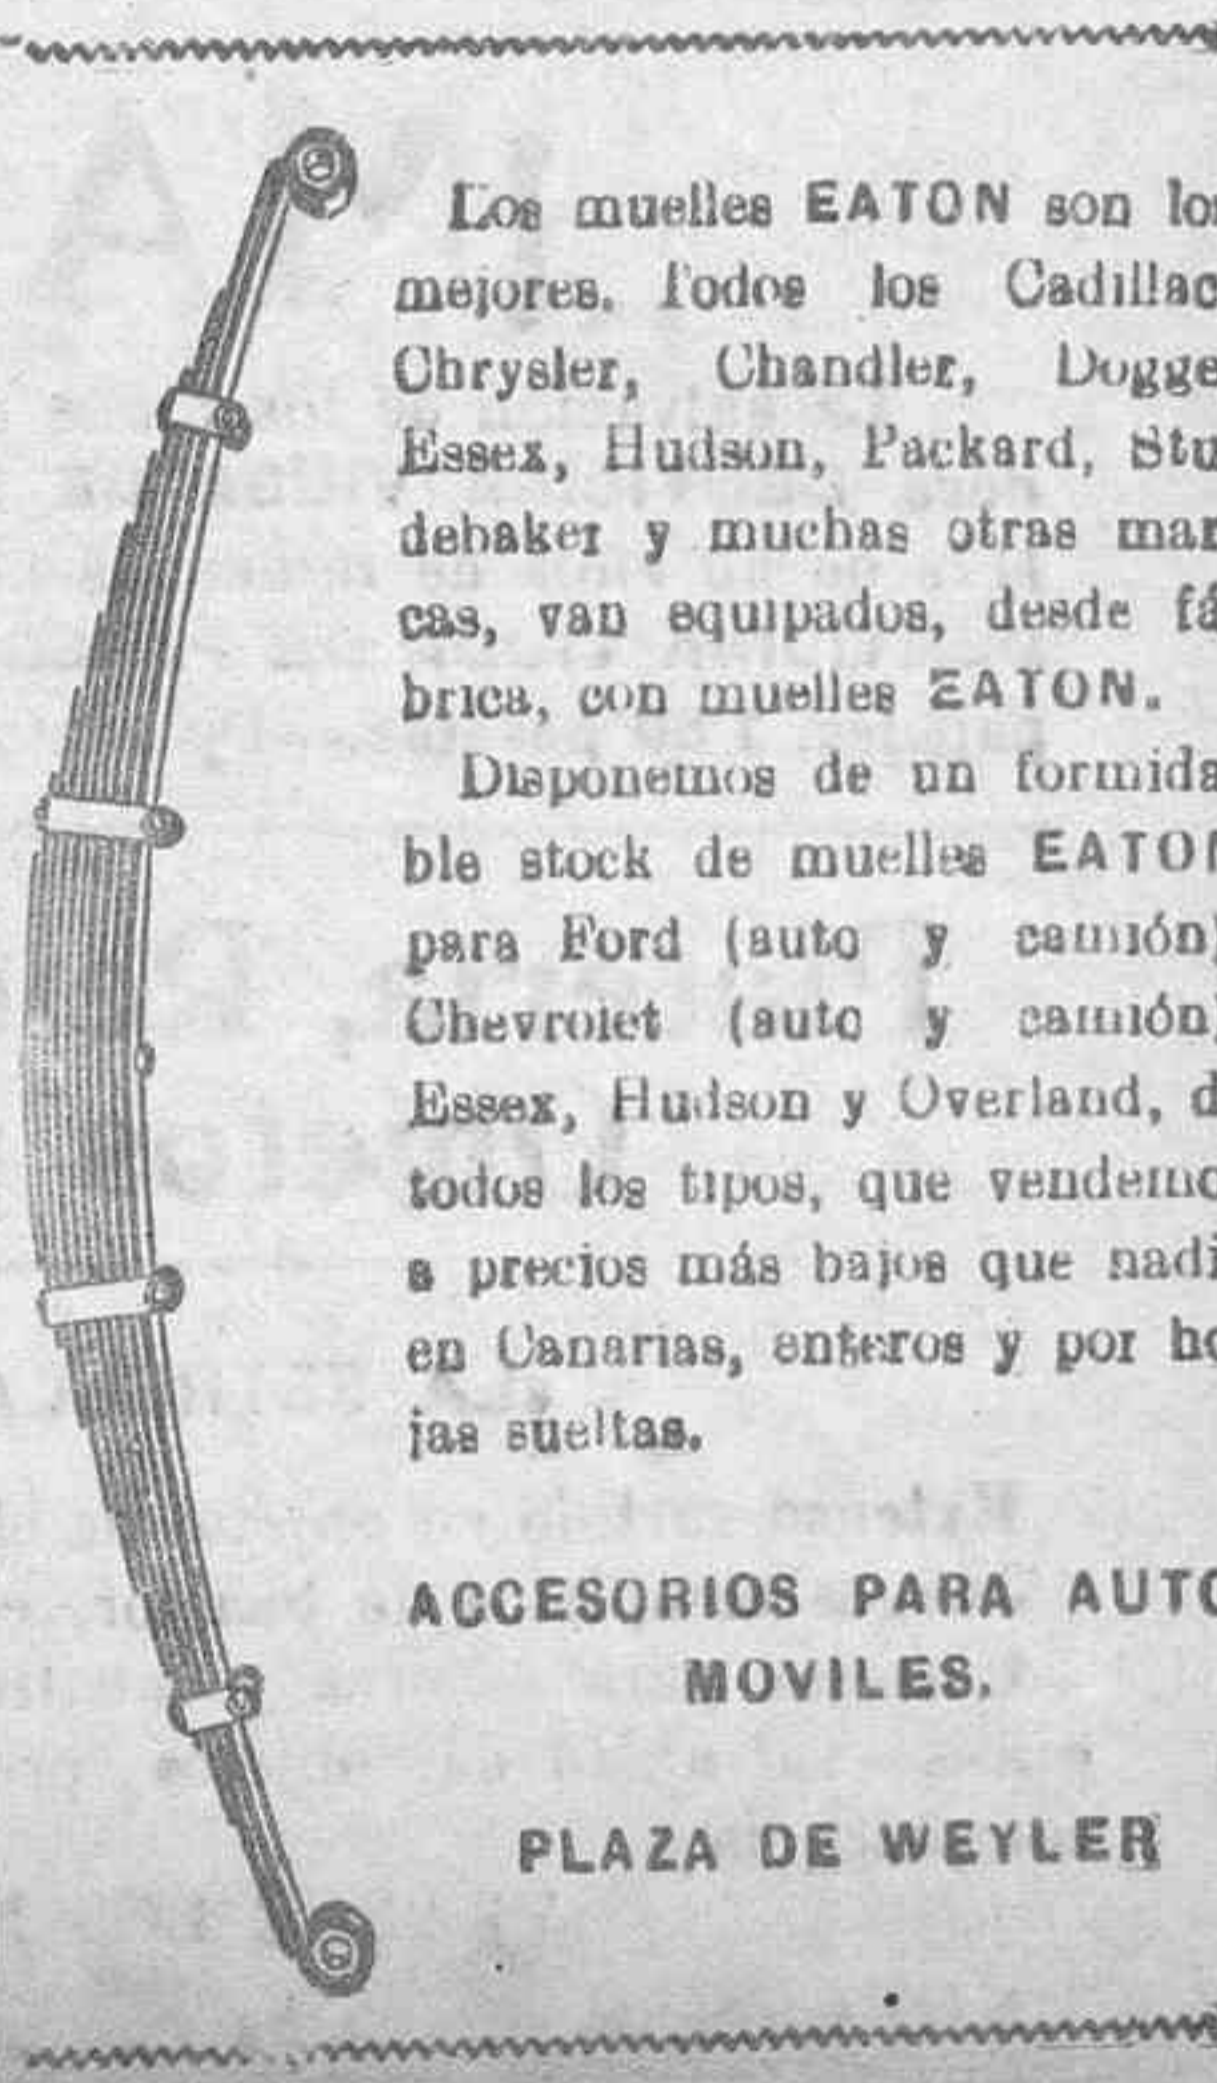 Los muelles EATON son los
mejores. Todos los Cadillac
Chrysler, Chandler, Dogge
Essex, Hudson, Packard, Stu
debaker y muchas otras mar
cas, van equipados, desde fá
brica, con muelles EATON.
Disponemos de un formida
ble stock de muelles EATON
para Ford (auto y camión)
Chevrolet (auto y camión)
Essex, Hudson y Overland, d
todos los tipos, que vendemo
a precios más bajos que nadi
en Canarias, enteros y por ho
jas sueltas.
ACCESORIOS PARA AUTO
MOVILES.
PLAZA DE WEYLER